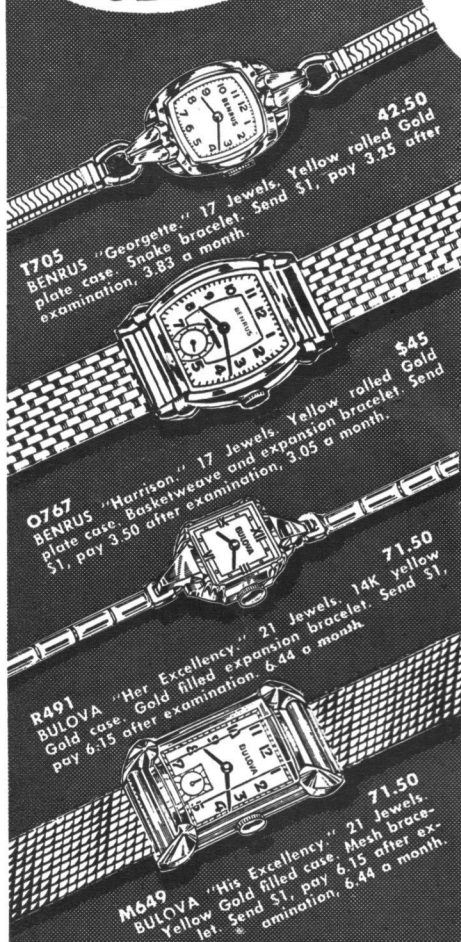 BENRUS
42.50
T705
BENRUS "Georgette." 17 Jewels. Yellow rolled Gold
plate case. Snake bracelet. Send $1, pay 3.25 after
examination, 3.83 a month.
BENRUS
$45
O767
BENRUS "Harrison." 17 Jewels. Yellow rolled Gold
plate case. Basketweave and expansion bracelet. Send
$1, pay 3.50 after examination, 3.05 a month.
BULOVA
71.50
R491
BULOVA "Her Excellency." 21 Jewels. 14K yellow
Gold case. Gold filled expansion bracelet. Send $1,
pay 6.15 after examination. 6.44 a month
BULOVA
71.50
M649
BULOVA "His Excellency." 21 Jewels.
Yellow Gold filled case. Mesh brace-
let. Send $1, pay 6.15 after ex-
amination, 6.44 a month.